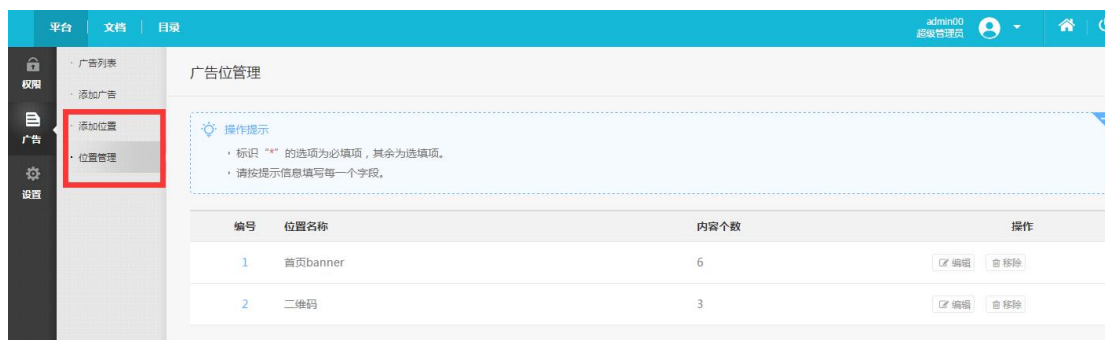 平台 文档 目录 admin00
超级管理员
权限
广告
设置
· 广告列表
· 添加广告
· 添加位置
· 位置管理
广告位管理
操作提示
· 标识 “*” 的选项为必填项，其余为选填项。
· 请按提示信息填写每一个字段。
编号 位置名称 内容个数 操作
1 首页banner 6 编辑 移除
2 二维码 3 编辑 移除